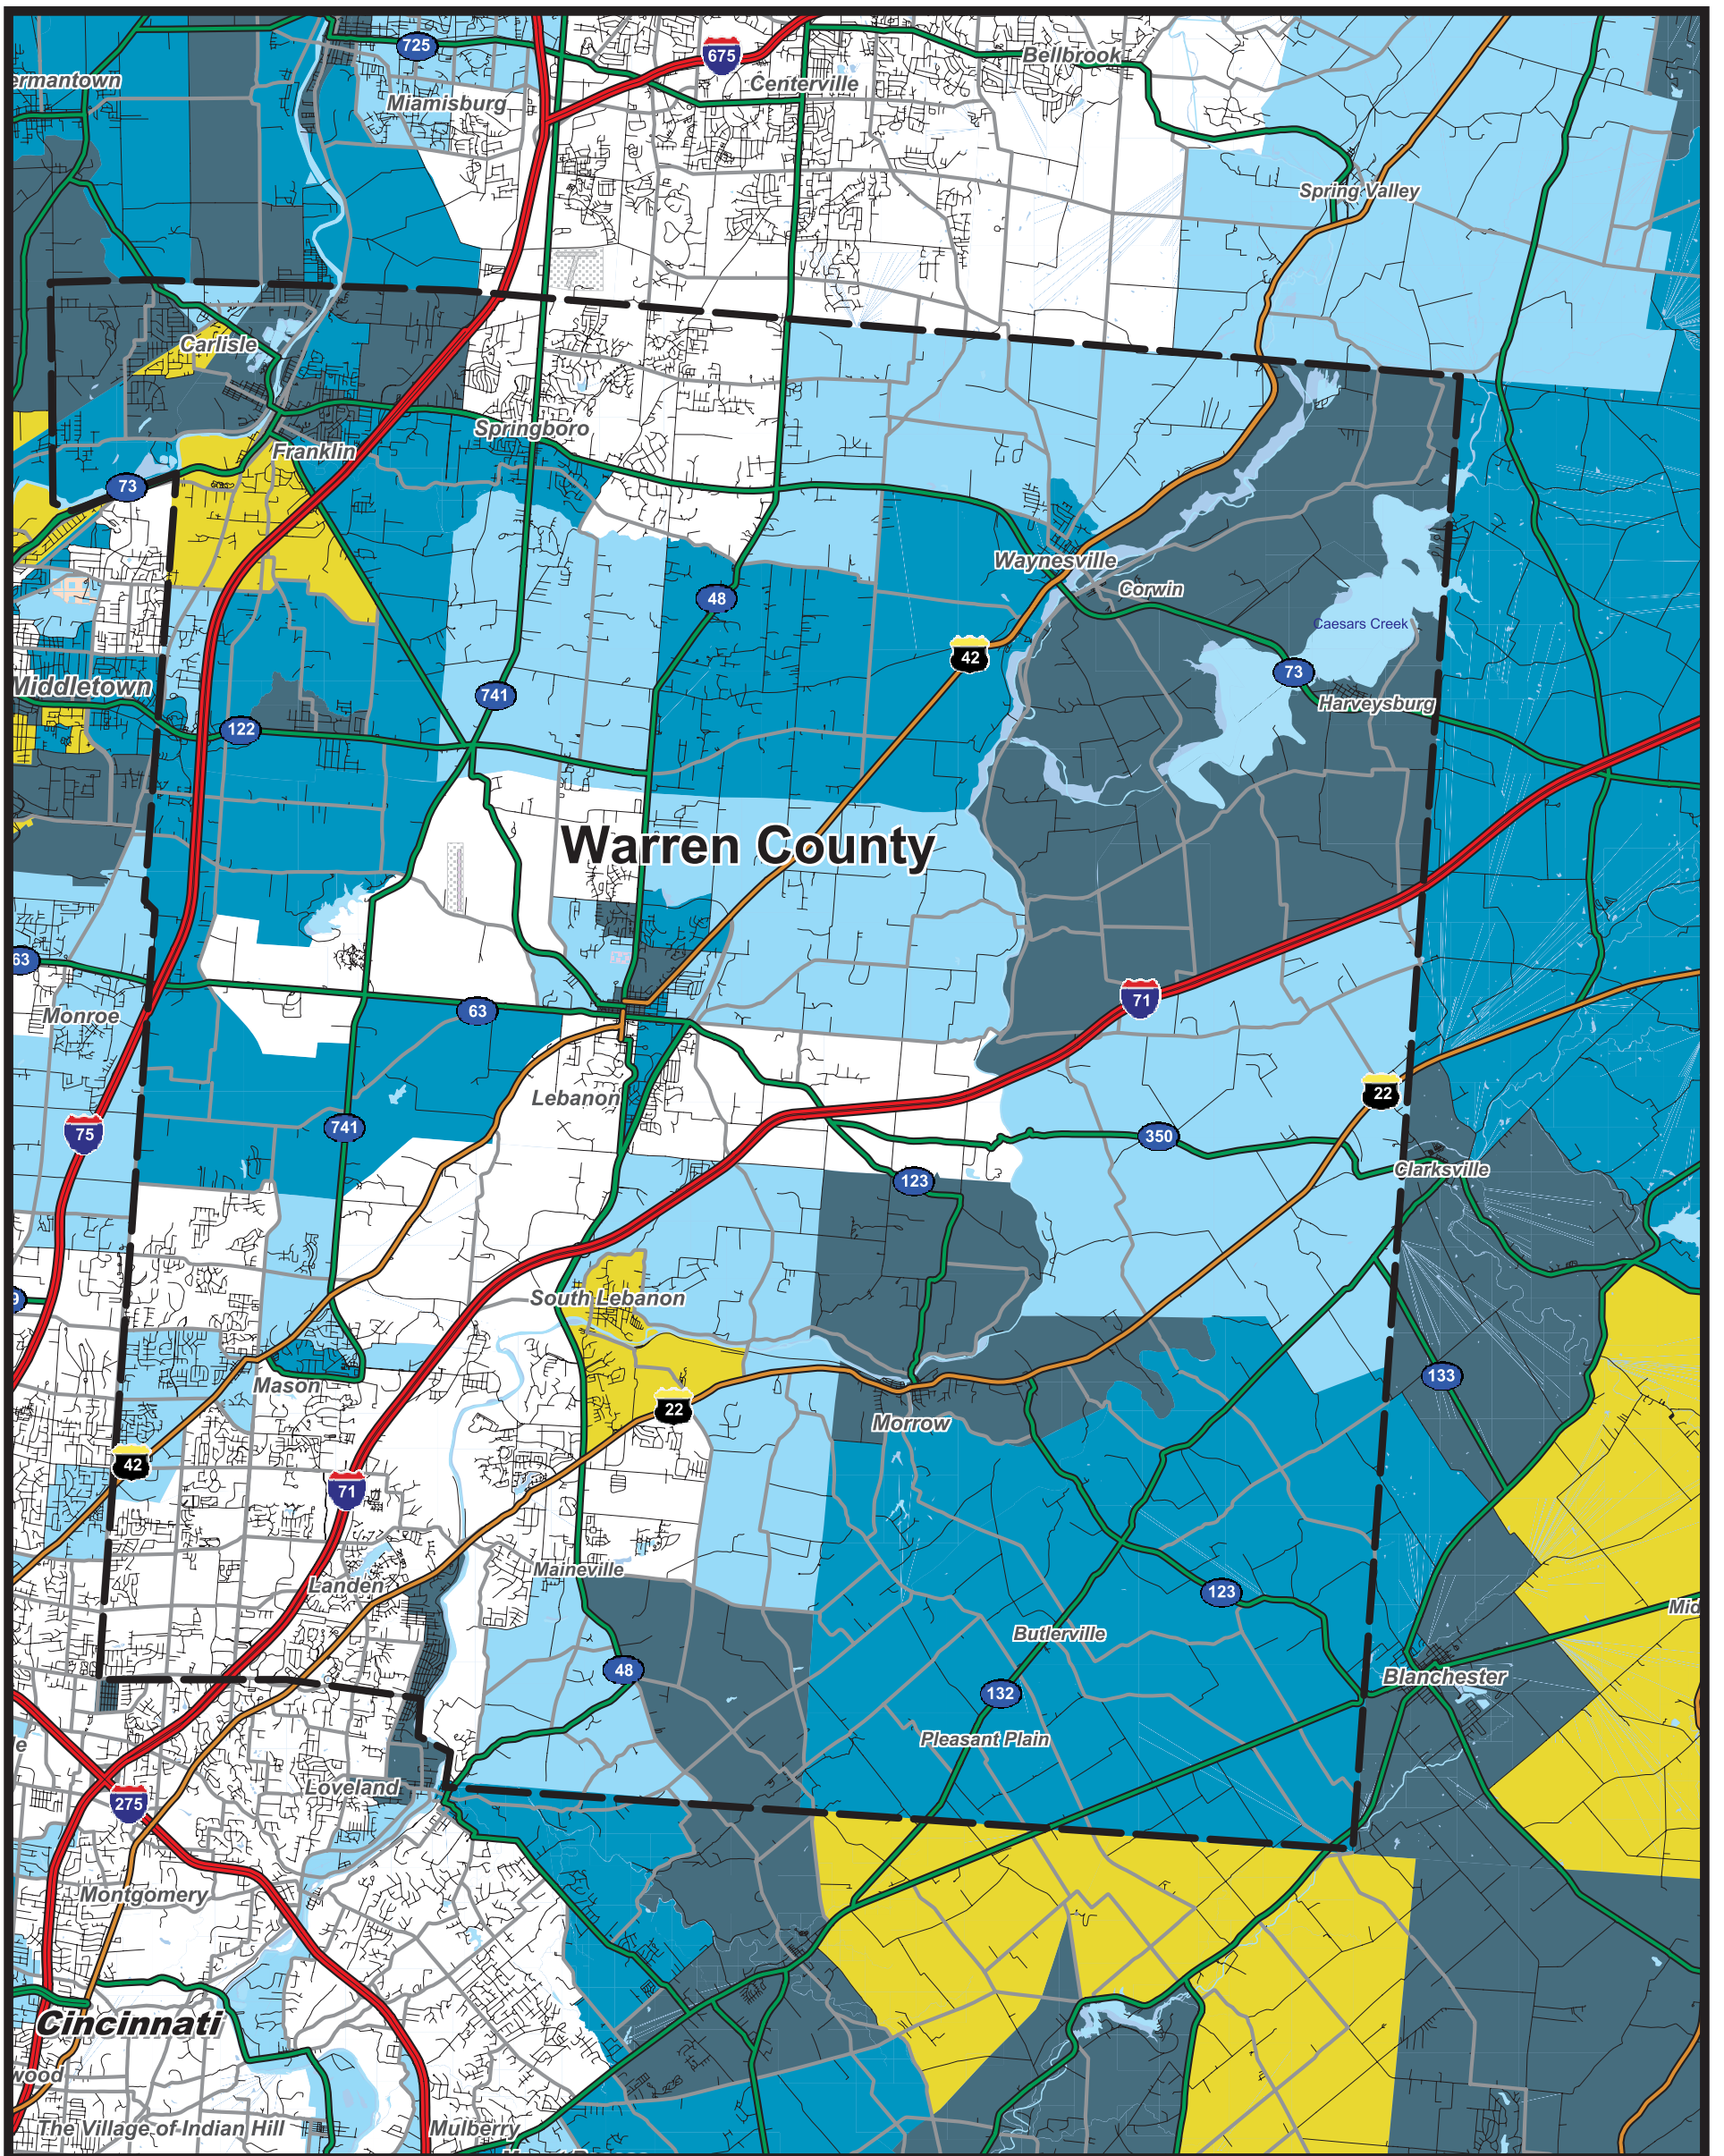 725
675
Bellbrook
Centerville
ermantown
Miamisburg
Spring Valley
Carlisle
Springboro
Franklin
73
Waynesville
Corwin
48
Caesars Creek
42
73
Middletown
741
Harveysburg
122
Warren County
63
71
63
Monroe
22
Lebanon
741
75
350
Clarksville
123
South Lebanon
9
133
Mason
22
Morrow
42
71
Maineville
Landen
123
Mid
Butlerville
48
Blanchester
132
Pleasant Plain
le
Loveland
275
Montgomery
Cincinnati
wood
The Village of Indian Hill
Mulberry